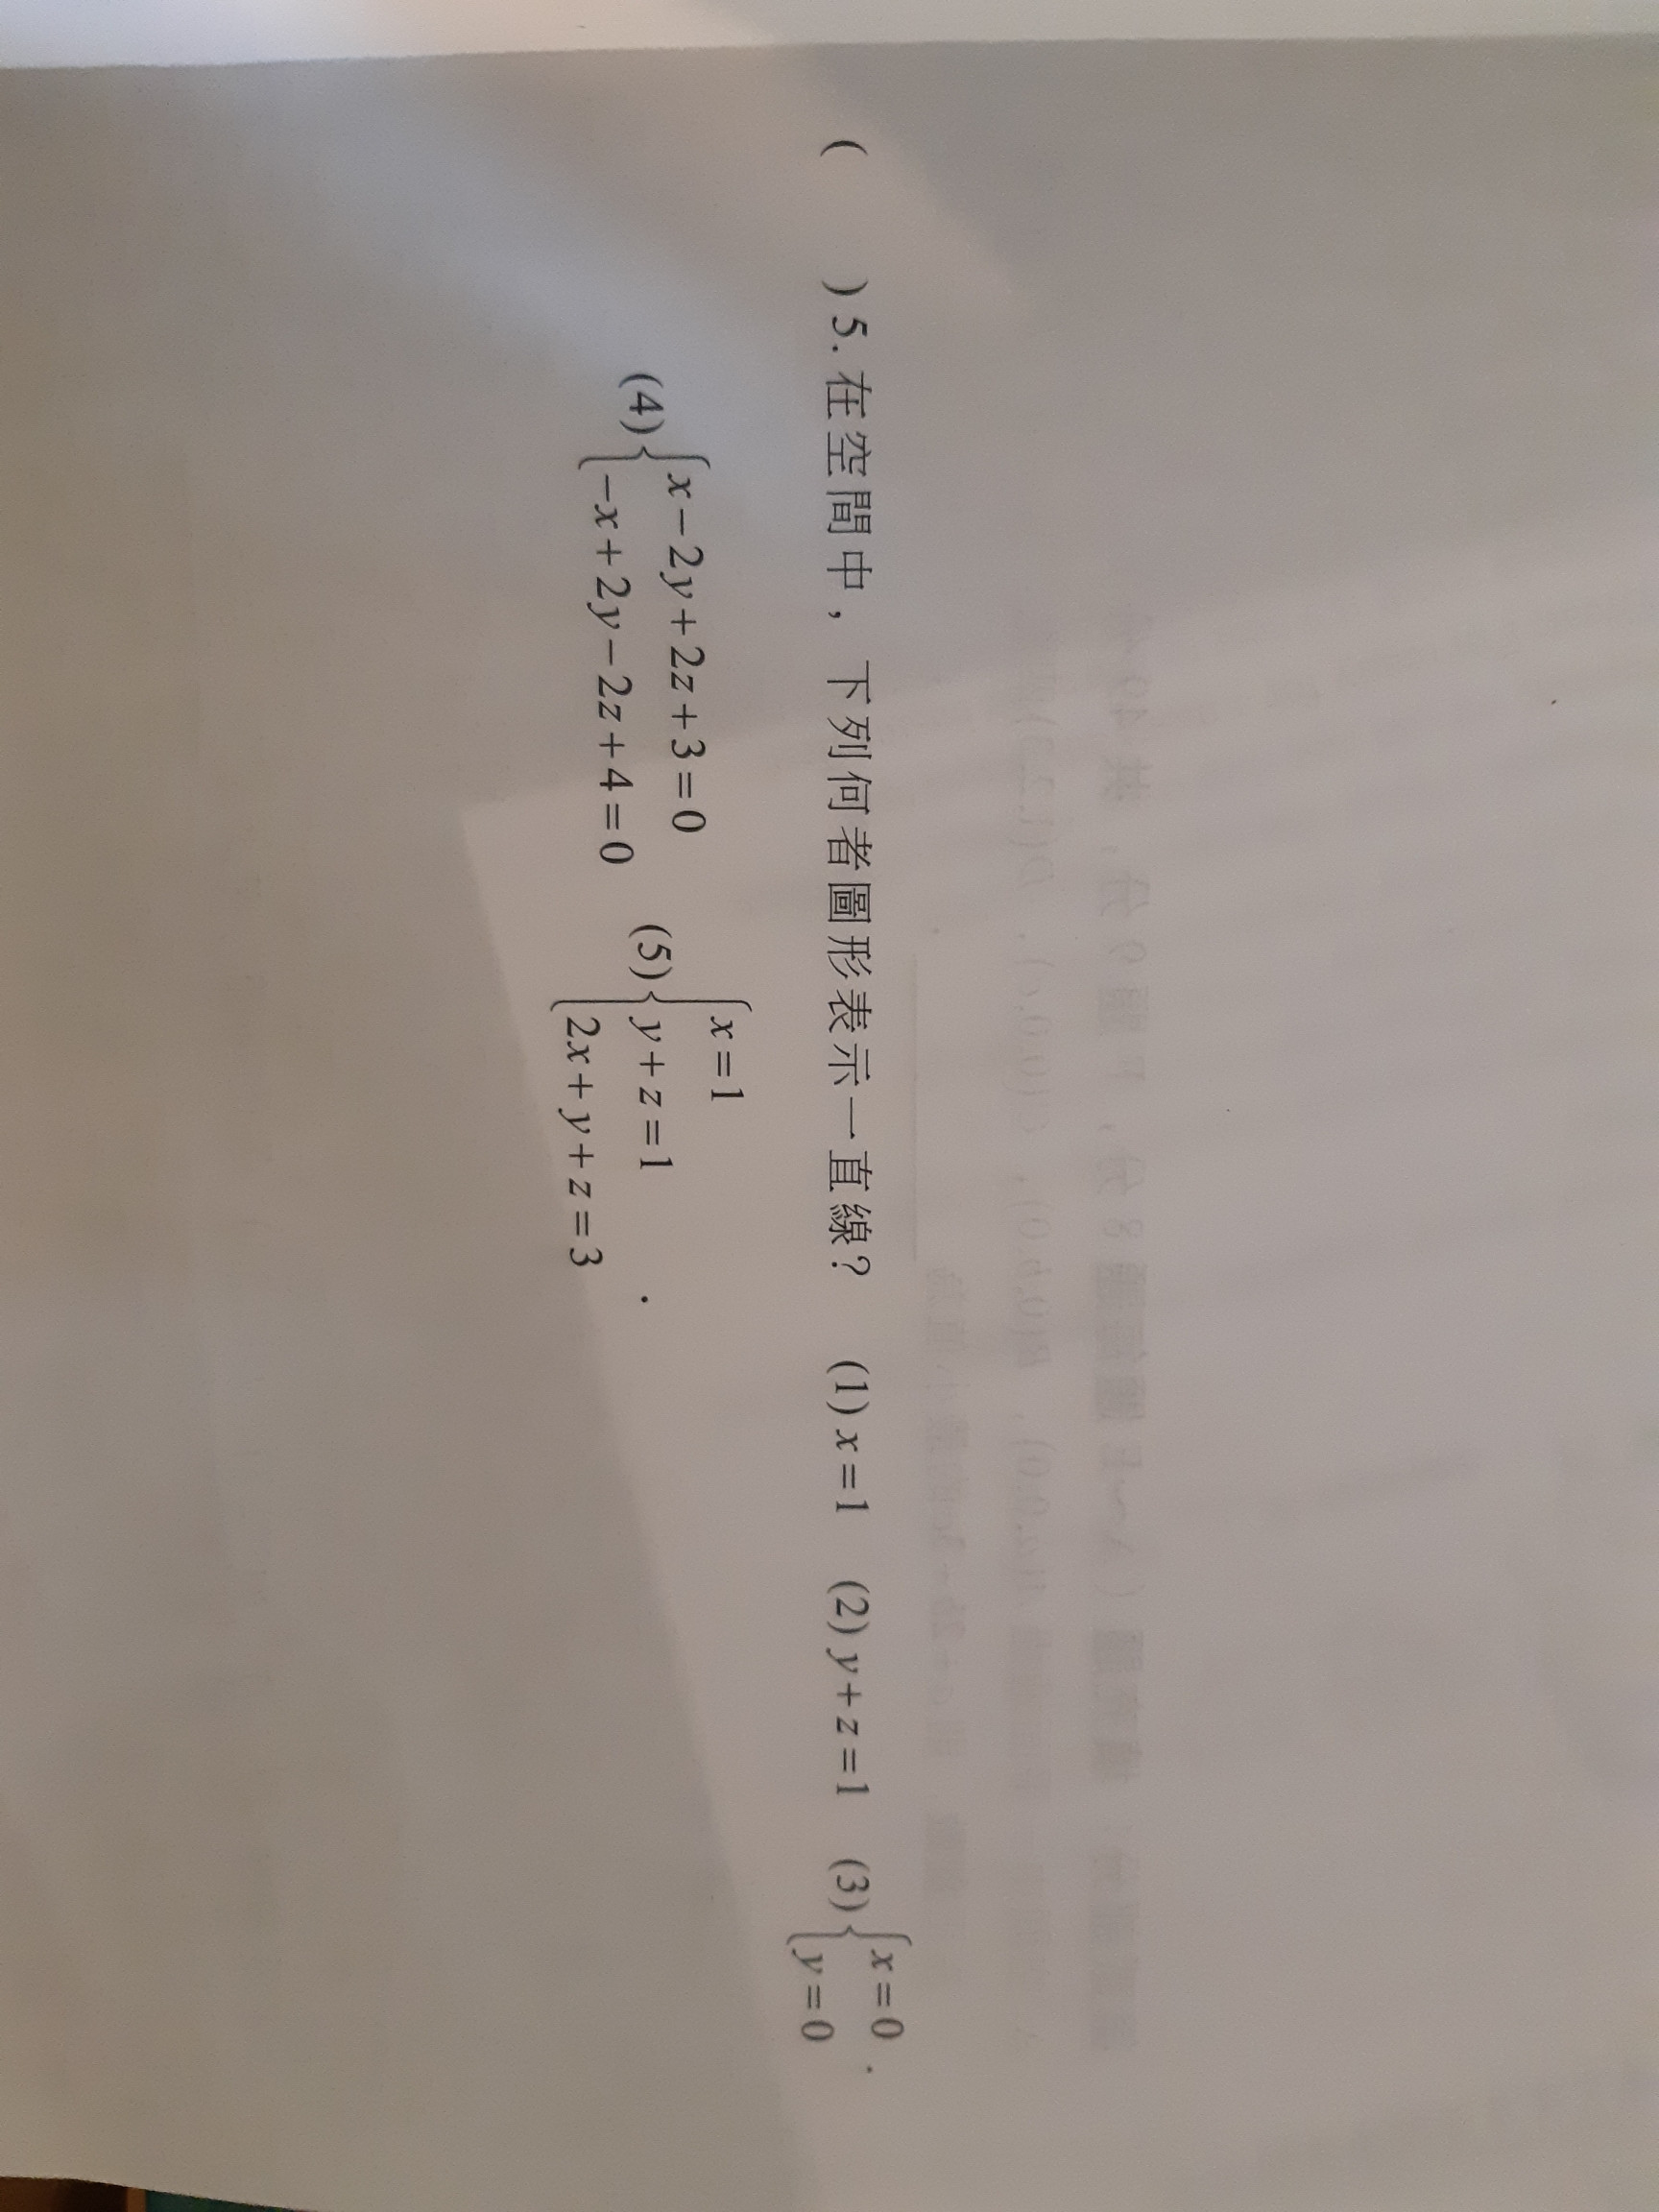 ( ) 5. 在空間中，下列何者圖形表示一直線？ (1) x=1 (2) y+z=1 (3) { x=0
y=0 .
(4) { x−2y+2z+3=0
−x+2y−2z+4=0
(5) { x=1
y+z=1
2x+y+z=3 .